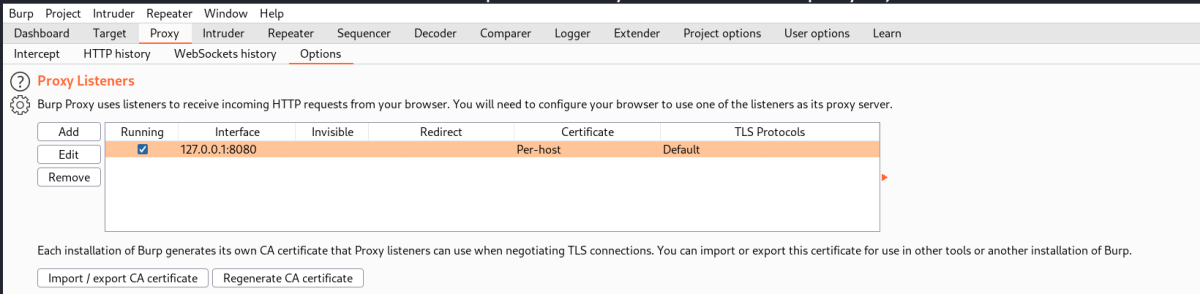 Burp Project Intruder Repeater Window Help
Dashboard Target Proxy Intruder Repeater Sequencer Decoder Comparer Logger Extender Project options User options Learn
Intercept HTTP history WebSockets history Options
? Proxy Listeners
Burp Proxy uses listeners to receive incoming HTTP requests from your browser. You will need to configure your browser to use one of the listeners as its proxy server.
Add Running Interface Invisible Redirect Certificate TLS Protocols
127.0.0.1:8080 Per-host Default
Edit
Remove
Each installation of Burp generates its own CA certificate that Proxy listeners can use when negotiating TLS connections. You can import or export this certificate for use in other tools or another installation of Burp.
Import / export CA certificate Regenerate CA certificate